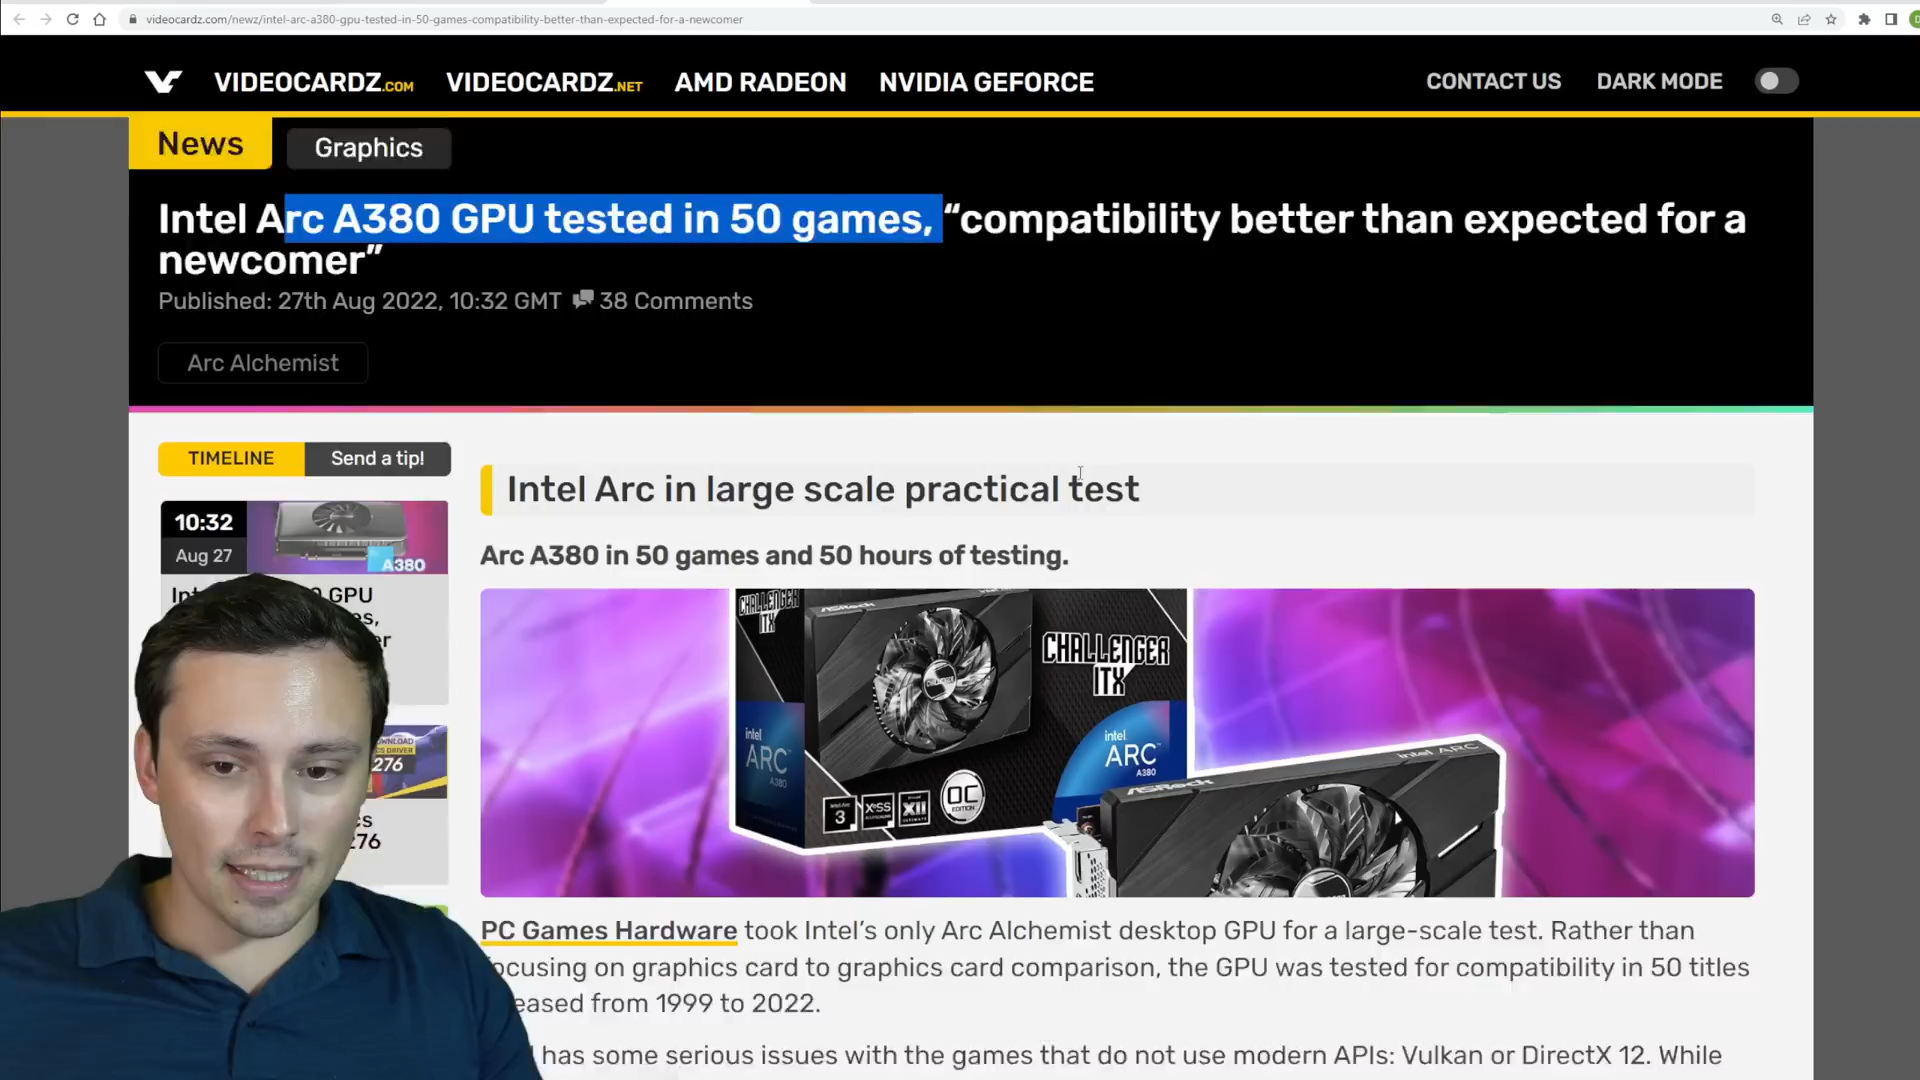 videocardz.com/newz/intel-arc-a380-gpu-tested-in-50-games-compatibility-better-than-expected-for-a-newcomer
VIDEOCARDZ.COM VIDEOCARDZ.NET AMD RADEON NVIDIA GEFORCE CONTACT US DARK MODE
News Graphics
Intel Arc A380 GPU tested in 50 games, “compatibility better than expected for a
newcomer”
Published: 27th Aug 2022, 10:32 GMT 38 Comments
Arc Alchemist
TIMELINE Send a tip!
Intel Arc in large scale practical test
10:32
Aug 27
A380
GPU
Arc A380 in 50 games and 50 hours of testing.
CHALLENGER
ITX
CHALLENGER
ITX
intel
ARC
A380
intel
ARC
A380
3 XeSS XII OC
EDITION
intel ARC
ASRock
276
PC Games Hardware took Intel’s only Arc Alchemist desktop GPU for a large-scale test. Rather than
focusing on graphics card to graphics card comparison, the GPU was tested for compatibility in 50 titles
eased from 1999 to 2022.
has some serious issues with the games that do not use modern APIs: Vulkan or DirectX 12. While